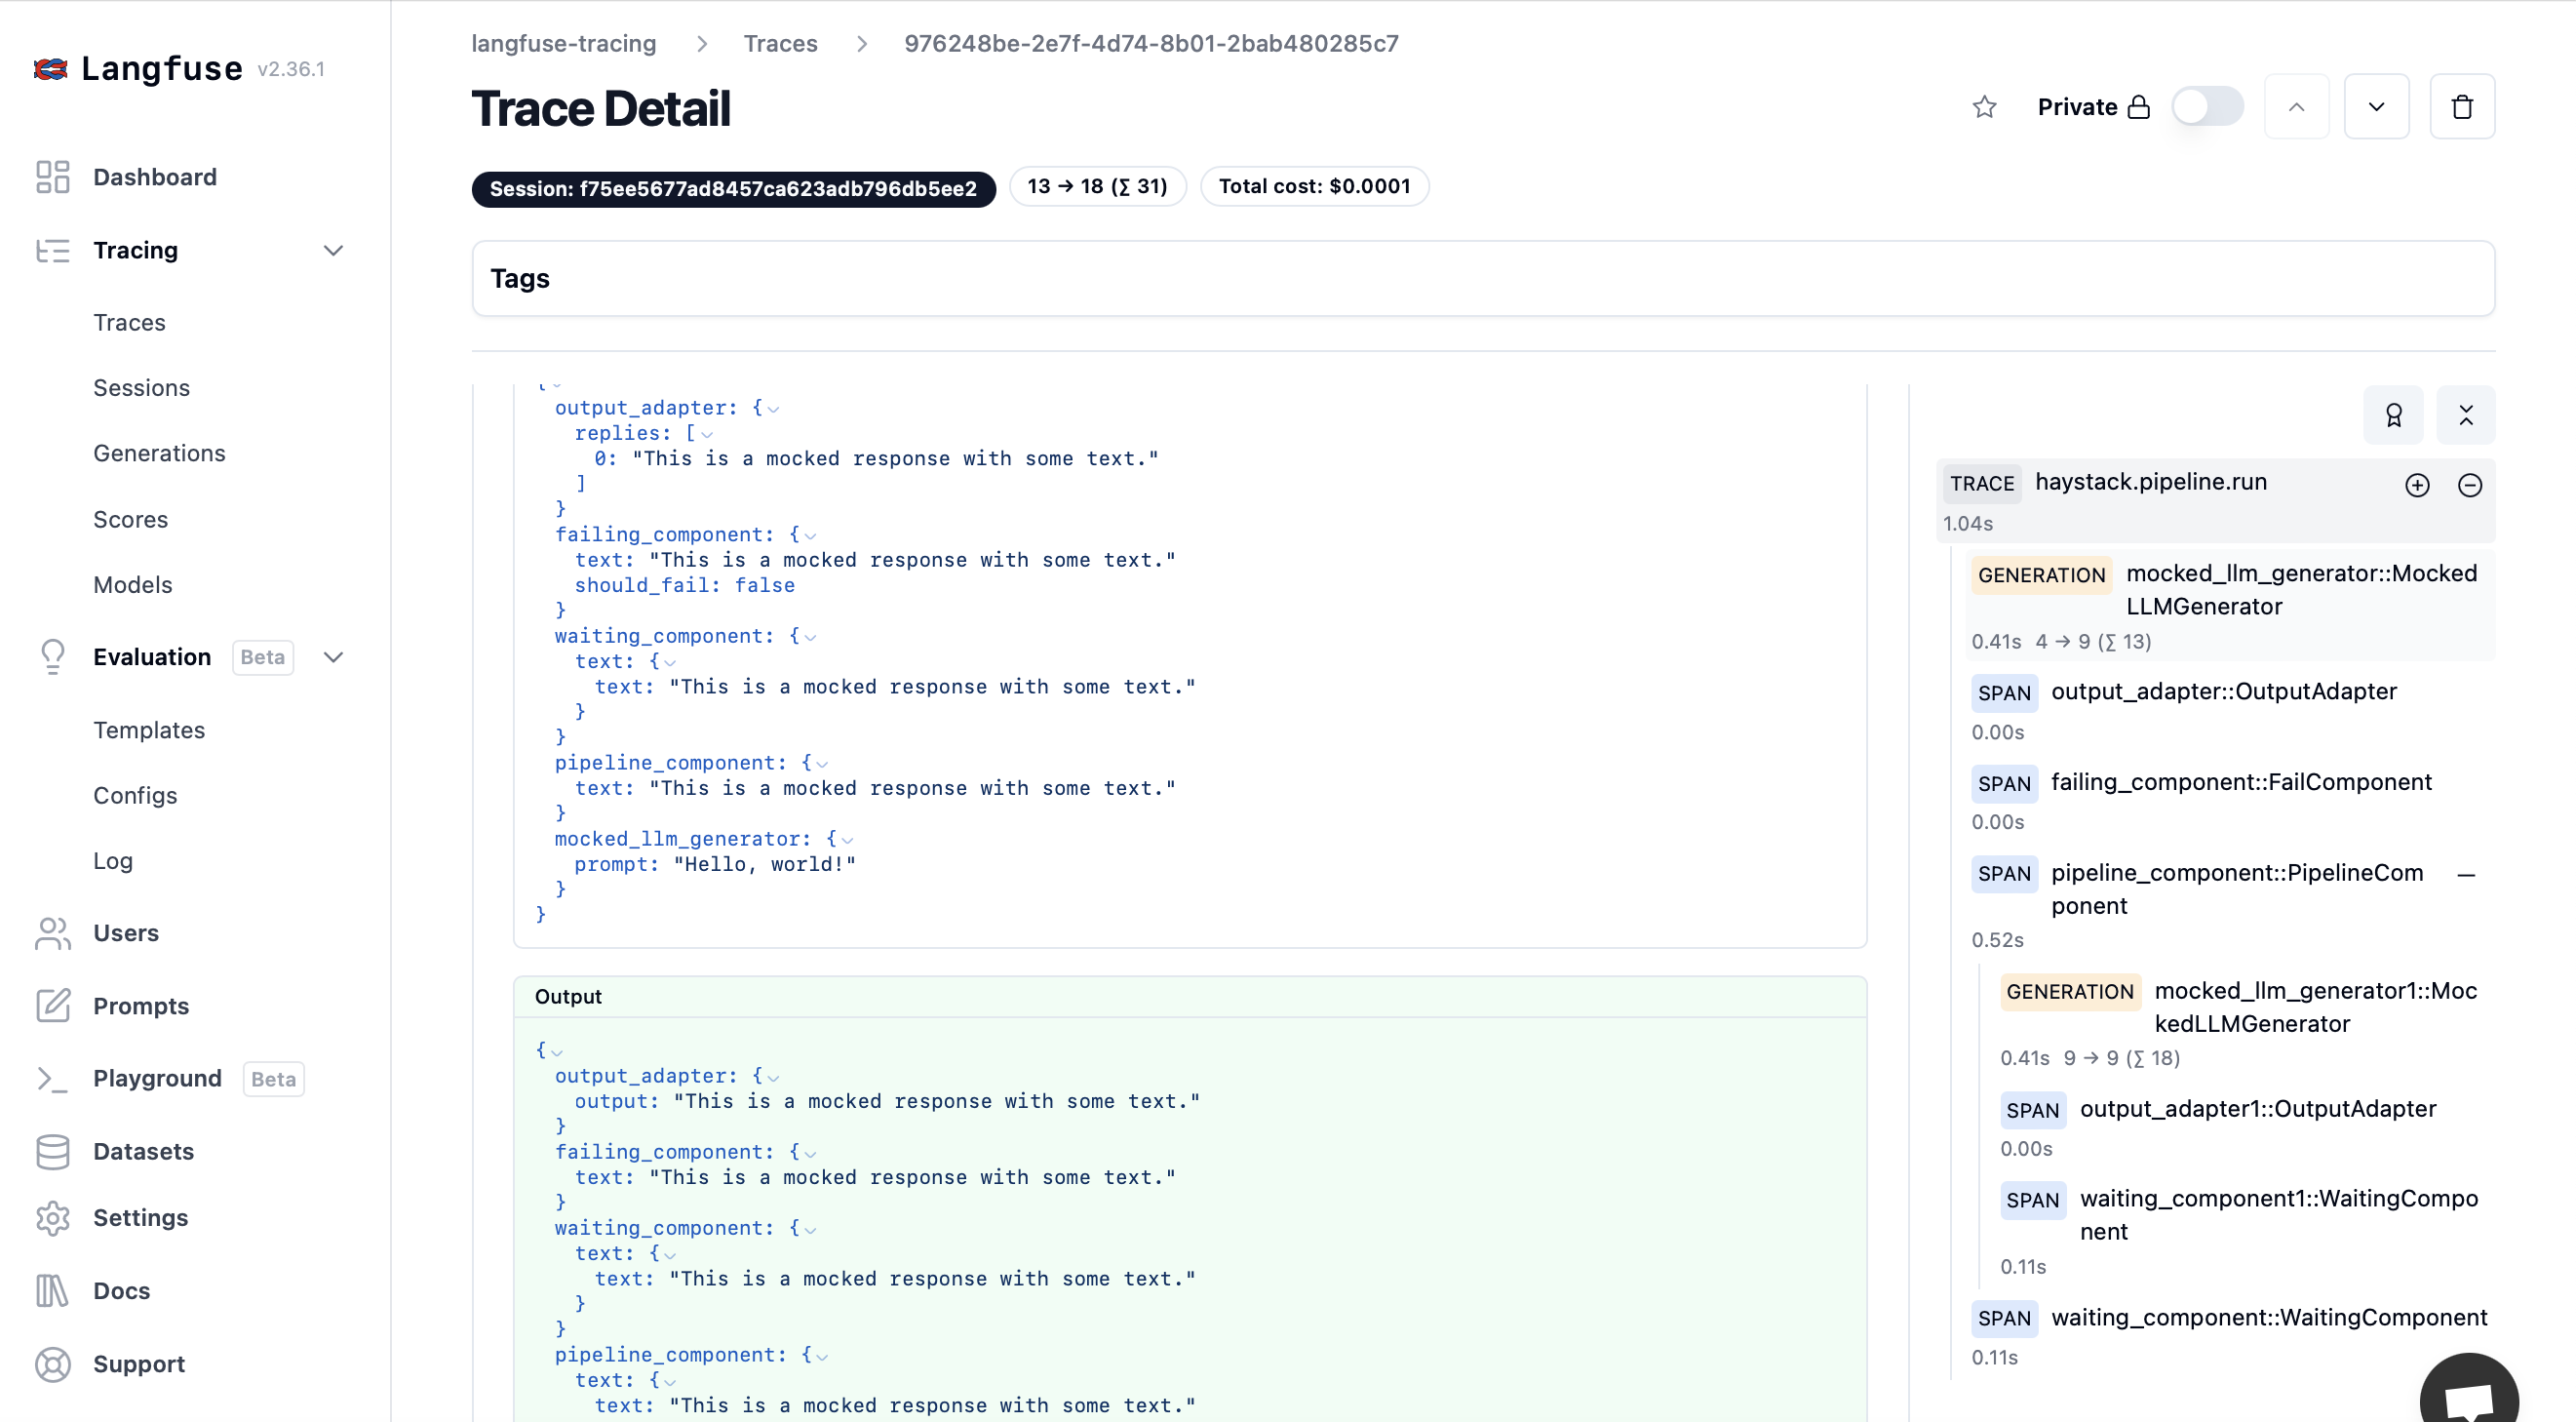 Langfuse v2.36.1
Dashboard
Tracing
Traces
Sessions
Generations
Scores
Models
Evaluation Beta
Templates
Configs
Log
Users
Prompts
Playground Beta
Datasets
Settings
Docs
Support
langfuse-tracing > Traces > 976248be-2e7f-4d74-8b01-2bab480285c7
Trace Detail
Private
Session: f75ee5677ad8457ca623adb796db5ee2 13 → 18 (∑ 31) Total cost: $0.0001
Tags
{
output_adapter: {
replies: [
0: "This is a mocked response with some text."
]
}
failing_component: {
text: "This is a mocked response with some text."
should_fail: false
}
waiting_component: {
text: {
text: "This is a mocked response with some text."
}
}
pipeline_component: {
text: "This is a mocked response with some text."
}
mocked_llm_generator: {
prompt: "Hello, world!"
}
}
Output
{
output_adapter: {
output: "This is a mocked response with some text."
}
failing_component: {
text: "This is a mocked response with some text."
}
waiting_component: {
text: {
text: "This is a mocked response with some text."
}
}
pipeline_component: {
text: {
text: "This is a mocked response with some text."
TRACE haystack.pipeline.run
1.04s
GENERATION mocked_llm_generator::Mocked
LLMGenerator
0.41s 4 → 9 (∑ 13)
SPAN output_adapter::OutputAdapter
0.00s
SPAN failing_component::FailComponent
0.00s
SPAN pipeline_component::PipelineCom
ponent
0.52s
GENERATION mocked_llm_generator1::Moc
kedLLMGenerator
0.41s 9 → 9 (∑ 18)
SPAN output_adapter1::OutputAdapter
0.00s
SPAN waiting_component1::WaitingCompo
nent
0.11s
SPAN waiting_component::WaitingComponent
0.11s